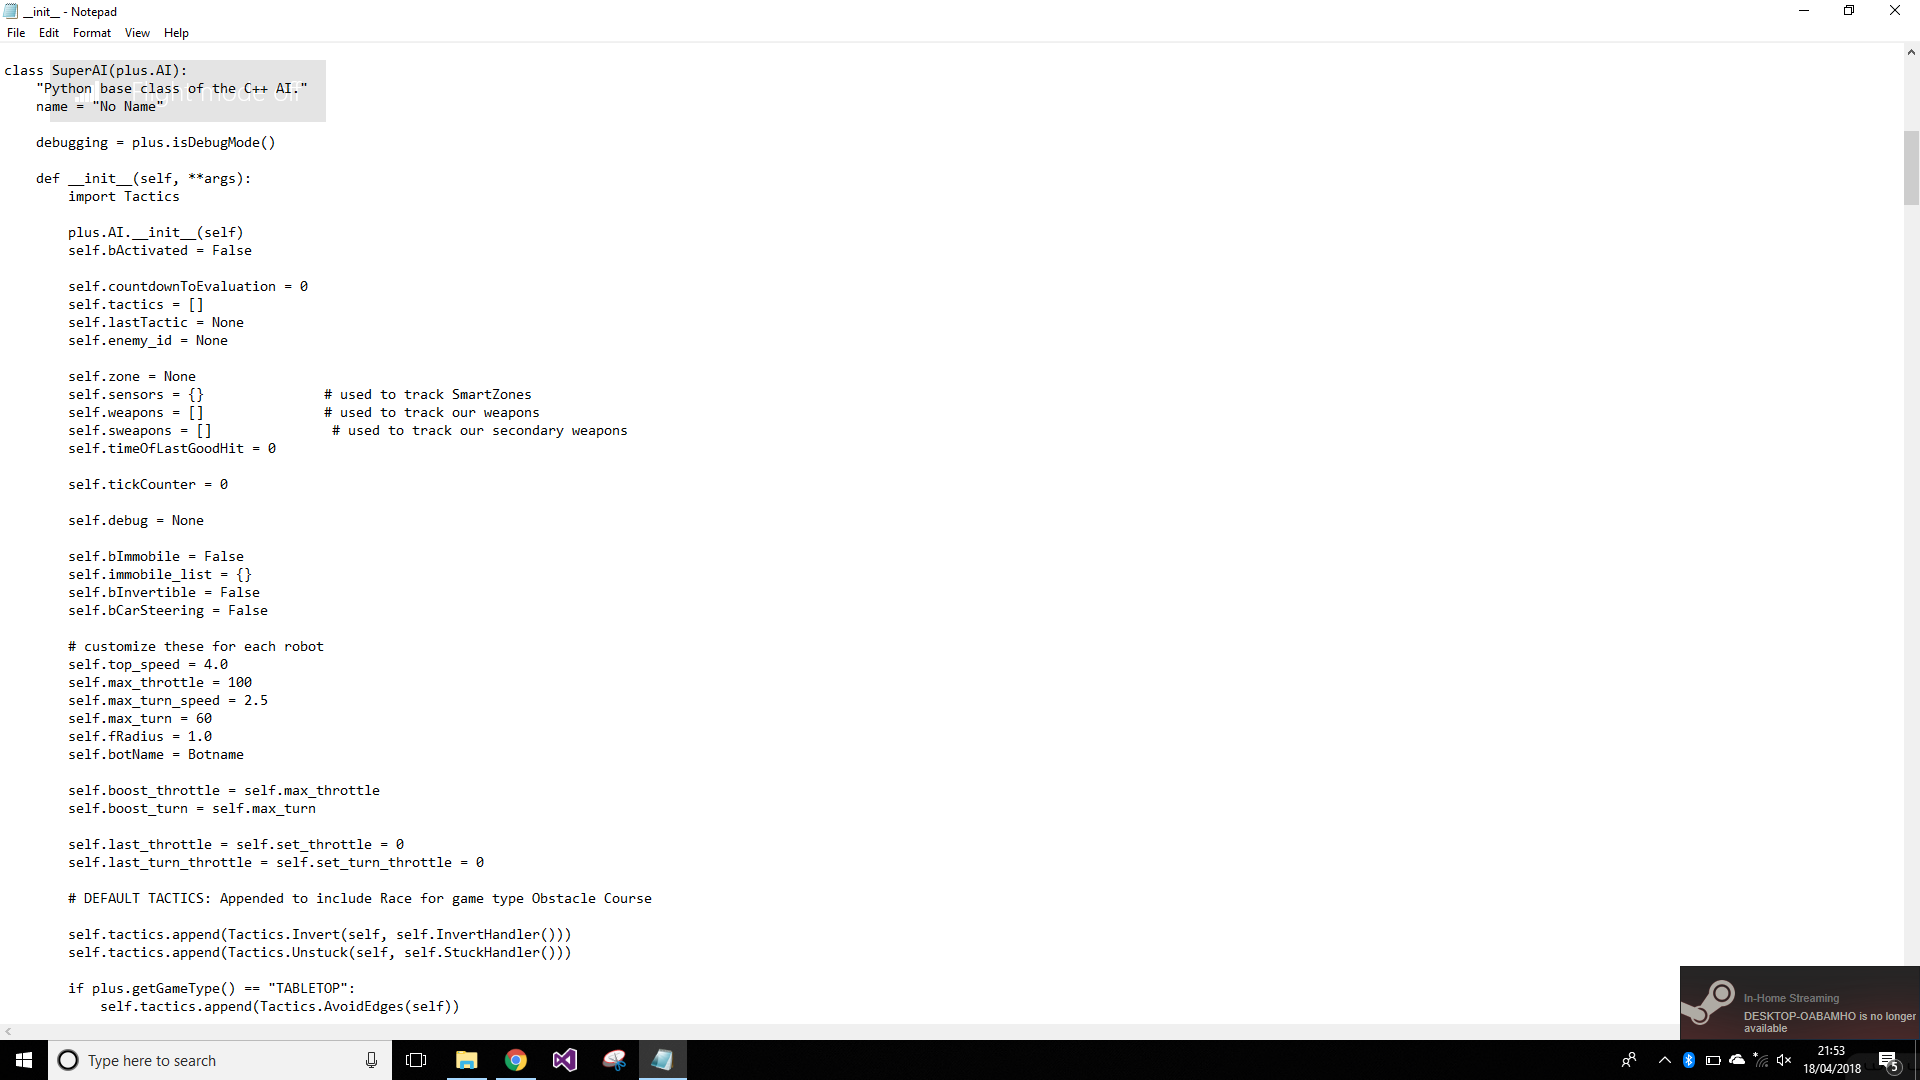 __init__ - Notepad
File Edit Format View Help
class SuperAI(plus.AI):
"Python base class of the C++ AI."
name = "No Name"
Flight mode off
debugging = plus.isDebugMode()
def __init__(self, **args):
import Tactics
plus.AI.__init__(self)
self.bActivated = False
self.countdownToEvaluation = 0
self.tactics = []
self.lastTactic = None
self.enemy_id = None
self.zone = None
self.sensors = {} # used to track SmartZones
self.weapons = [] # used to track our weapons
self.sweapons = [] # used to track our secondary weapons
self.timeOfLastGoodHit = 0
self.tickCounter = 0
self.debug = None
self.bImmobile = False
self.immobile_list = {}
self.bInvertible = False
self.bCarSteering = False
# customize these for each robot
self.top_speed = 4.0
self.max_throttle = 100
self.max_turn_speed = 2.5
self.max_turn = 60
self.fRadius = 1.0
self.botName = Botname
self.boost_throttle = self.max_throttle
self.boost_turn = self.max_turn
self.last_throttle = self.set_throttle = 0
self.last_turn_throttle = self.set_turn_throttle = 0
# DEFAULT TACTICS: Appended to include Race for game type Obstacle Course
self.tactics.append(Tactics.Invert(self, self.InvertHandler()))
self.tactics.append(Tactics.Unstuck(self, self.StuckHandler()))
if plus.getGameType() == "TABLETOP":
self.tactics.append(Tactics.AvoidEdges(self))
In-Home Streaming
DESKTOP-OABAMHO is no longer
available
Type here to search
21:53
18/04/2018
5